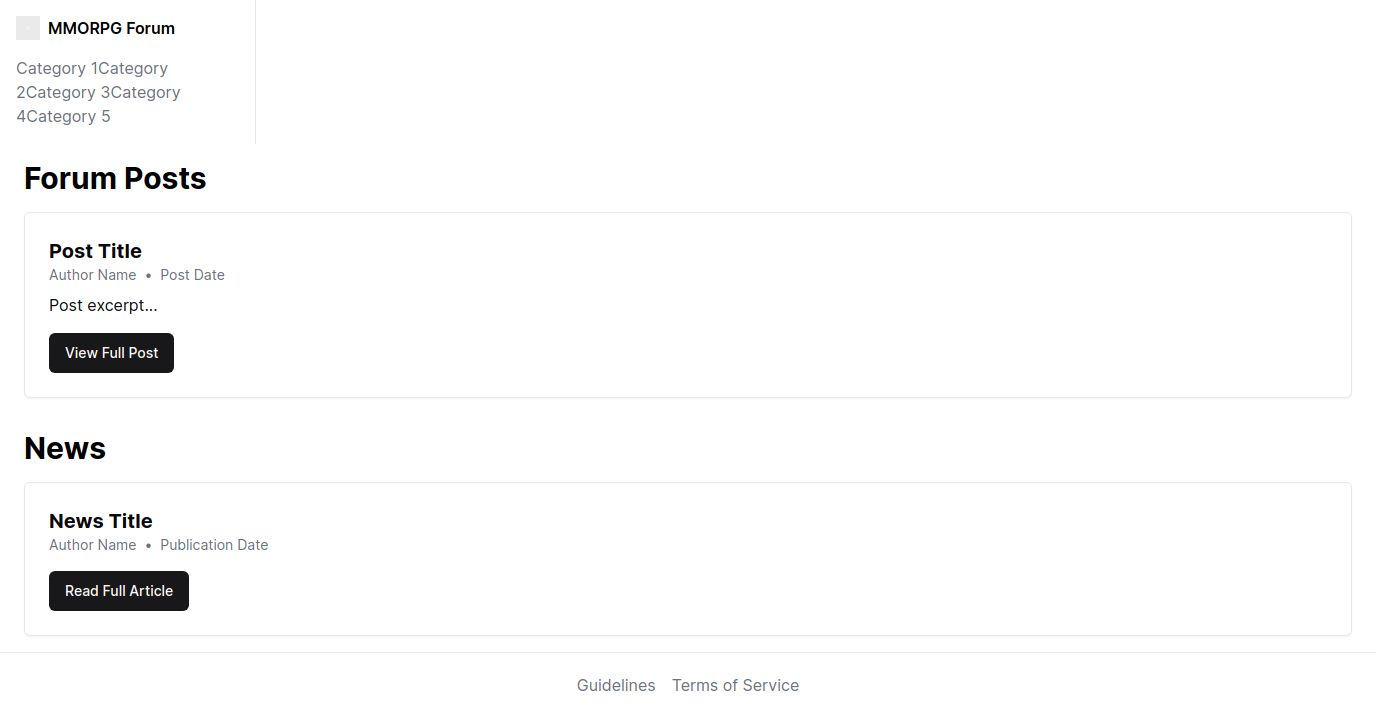 MMORPG Forum
Category 1Category
2Category 3Category
4Category 5
Forum Posts
Post Title
Author Name • Post Date
Post excerpt...
View Full Post
News
News Title
Author Name • Publication Date
Read Full Article
Guidelines Terms of Service